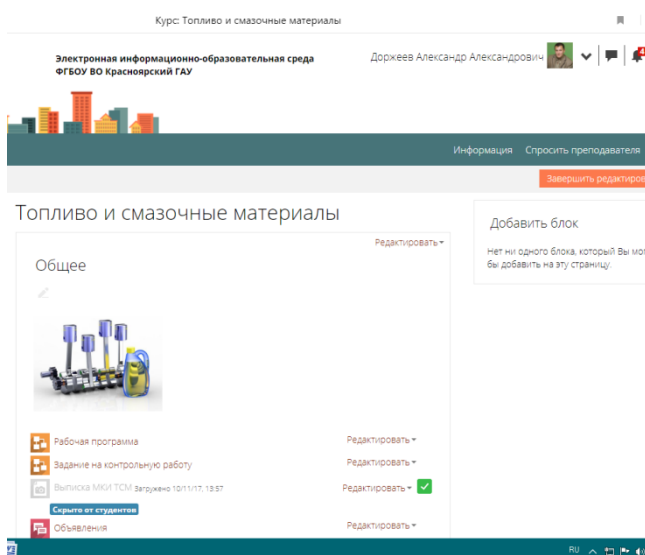 Курс: Топливо и смазочные материалы
Электронная информационно-образовательная среда
ФГБОУ ВО Красноярский ГАУ
Доржеев Александр Александрович
4
Информация Спросить преподавателя
Завершить редактиров
Топливо и смазочные материалы
Добавить блок
Редактировать
Нет ни одного блока, который Вы мог
бы добавить на эту страницу.
Общее
Рабочая программа Редактировать
Задание на контрольную работу Редактировать
Выписка МКИ ТСМ Загружено 10/11/17, 13:57 Редактировать
Скрыто от студентов
Объявления Редактировать
RU